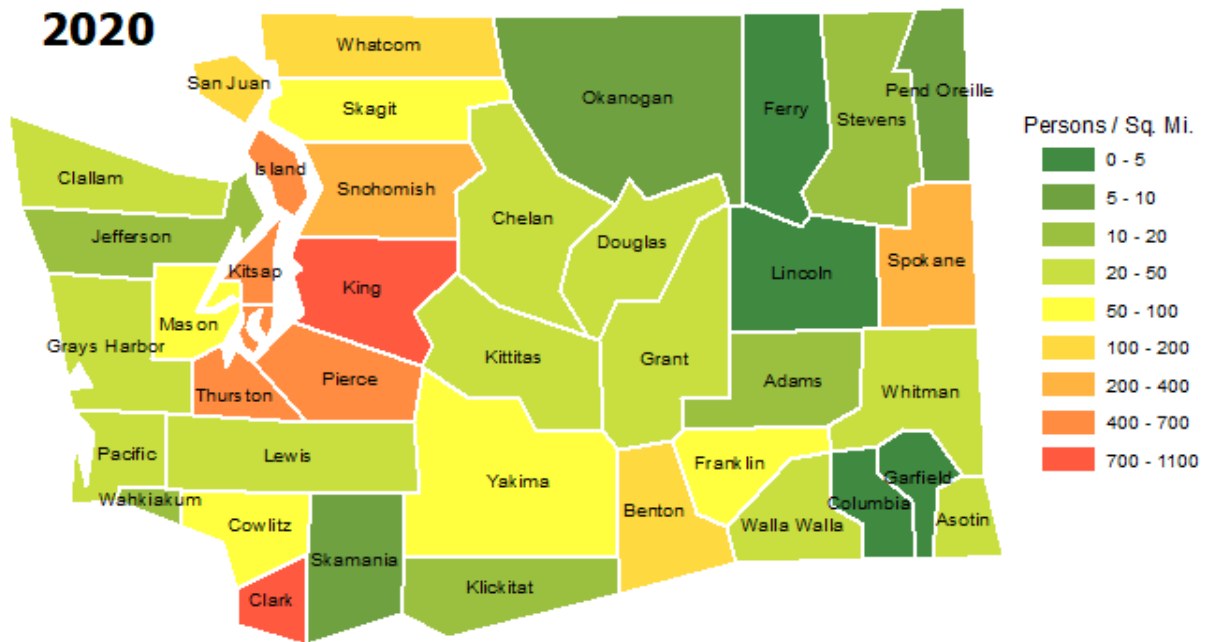 2020
Whatcom
San Juan
Skagit
Okanogan
Ferry
Stevens
Pend Oreille
Island
Snohomish
Clallam
Chelan
Douglas
Jefferson
Kitsap
King
Lincoln
Spokane
Mason
Grays Harbor
Kittitas
Grant
Adams
Whitman
Thurston
Pierce
Pacific
Lewis
Yakima
Franklin
Garfield
Wahkiakum
Cowlitz
Benton
Walla Walla
Columbia
Asotin
Skamania
Klickitat
Clark
Persons / Sq. Mi.
0 - 5
5 - 10
10 - 20
20 - 50
50 - 100
100 - 200
200 - 400
400 - 700
700 - 1100